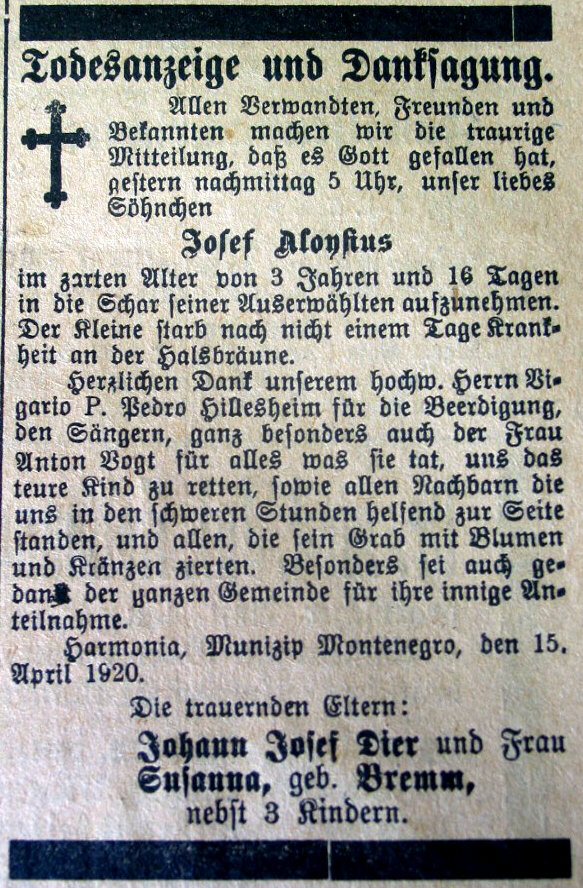 Todesanzeige und Danksagung.
Allen Verwandten, Freunden und
Bekannten machen wir die traurige
Mitteilung, daß es Gott gefallen hat,
gestern nachmittag 5 Uhr, unser liebes
Söhnchen
Josef Aloysius
im zarten Alter von 3 Jahren und 16 Tagen
in die Schar seiner Auserwählten aufzunehmen.
Der Kleine starb nach nicht einem Tage Krank-
heit an der Halsbräune.
Herzlichen Dank unserem hochw. Herrn Vi-
gario P. Pedro Hillesheim für die Beerdigung,
den Sängern, ganz besonders auch der Frau
Anton Vogt für alles was sie tat, uns das
teure Kind zu retten, sowie allen Nachbarn die
uns in den schweren Stunden helfend zur Seite
standen, und allen, die sein Grab mit Blumen
und Kränzen zierten. Besonders sei auch ge-
dankt der ganzen Gemeinde für ihre innige An-
teilnahme.
Harmonia, Munizip Montenegro, den 15.
April 1920.
Die trauernden Eltern:
Johann Josef Dier und Frau
Susanna, geb. Bremm,
nebst 3 Kindern.